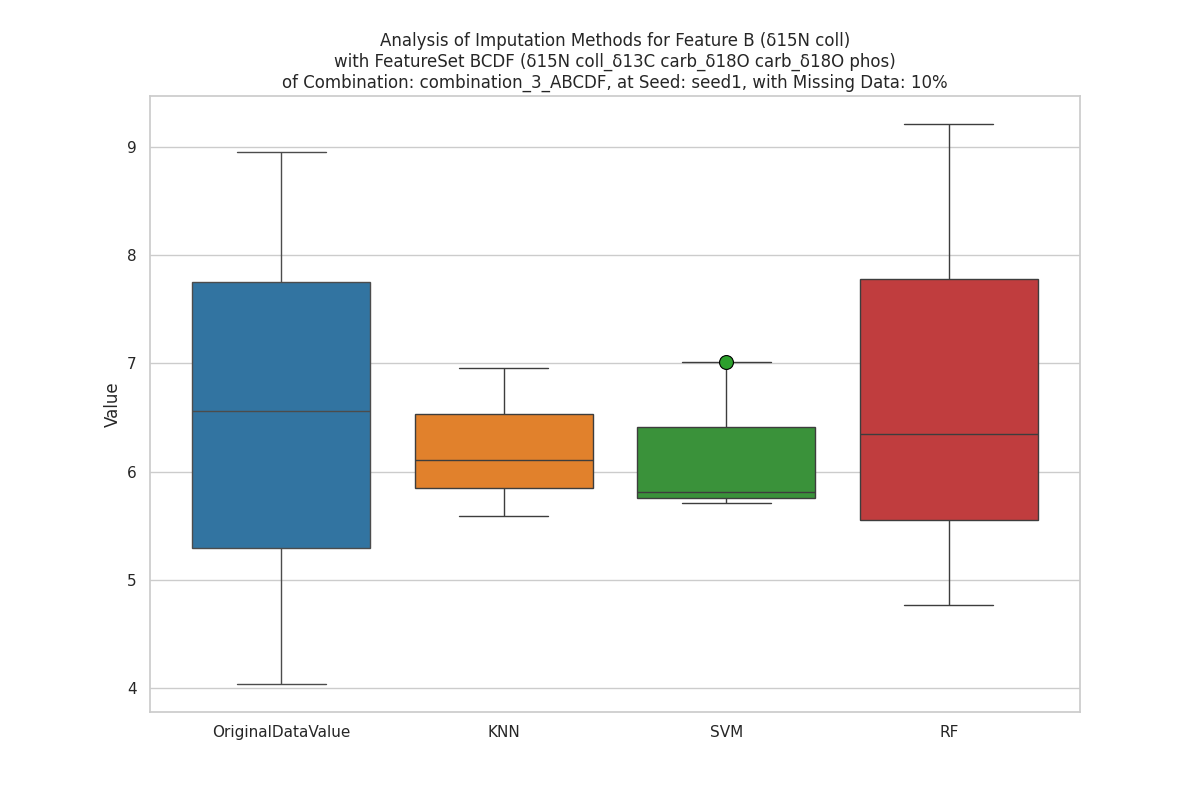 Analysis of Imputation Methods for Feature B (δ15N coll)
with FeatureSet BCDF (δ15N coll_δ13C carb_δ18O carb_δ18O phos)
of Combination: combination_3_ABCDF, at Seed: seed1, with Missing Data: 10%
9
8
7
6
5
4
Value
OriginalDataValue
KNN
SVM
RF